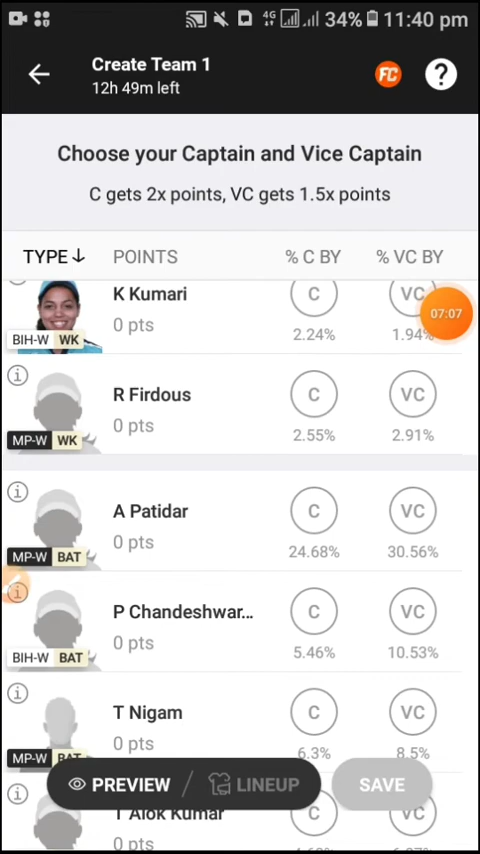 4G 34% 11:40 pm
Create Team 1
12h 49m left
FC ?
Choose your Captain and Vice Captain
C gets 2x points, VC gets 1.5x points
TYPE↓ POINTS % C BY % VC BY
K Kumari C VC
0 pts 2.24% 1.94%
07:07
BIH-W WK
R Firdous C VC
0 pts 2.55% 2.91%
MP-W WK
A Patidar C VC
0 pts 24.68% 30.56%
MP-W BAT
P Chandeshwar... C VC
0 pts 5.46% 10.53%
BIH-W BAT
T Nigam C VC
0 pts 6.3% 8.5%
MP-W BAT
PREVIEW / LINEUP SAVE
T Alok Kumar C VC